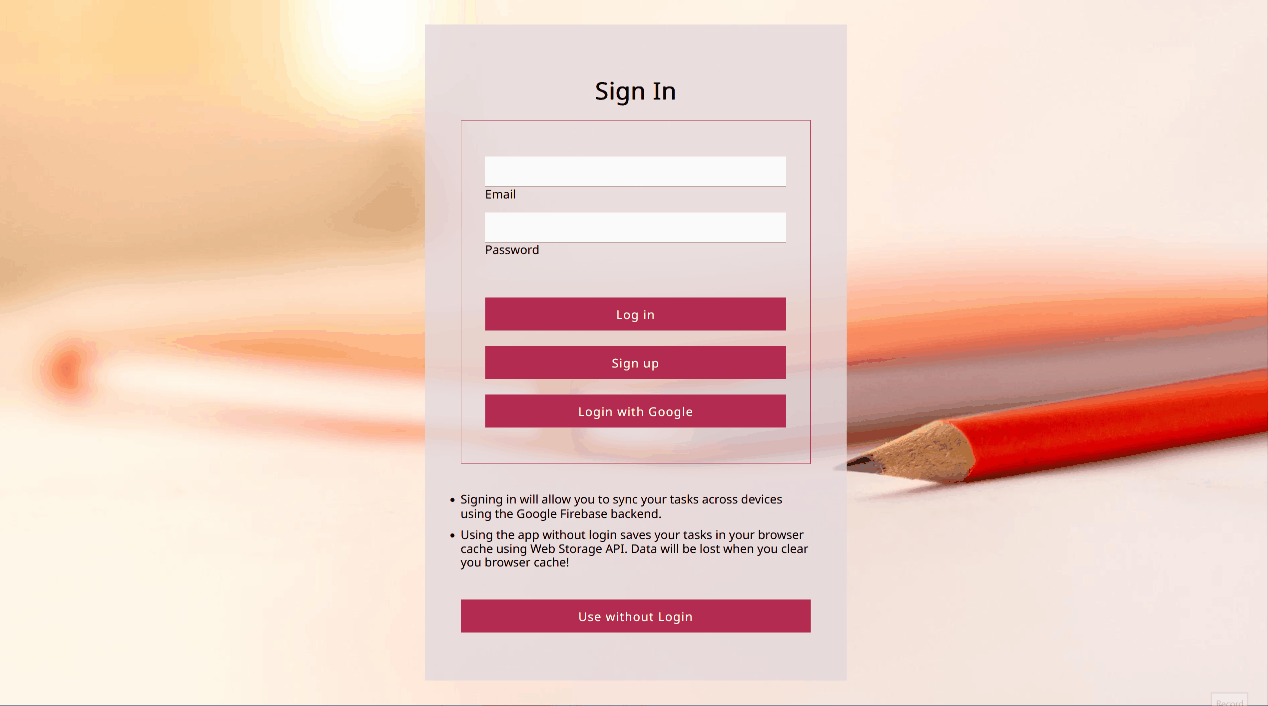 Sign In
Email
Password
Log in
Sign up
Login with Google
• Signing in will allow you to sync your tasks across devices
using the Google Firebase backend.
• Using the app without login saves your tasks in your browser
cache using Web Storage API. Data will be lost when you clear
you browser cache!
Use without Login
Record